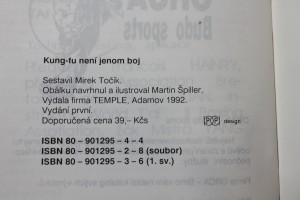 Kung-fu není jenom boj
Sestavil Mirek Točík.
Obálku navrhnul a ilustroval Martin Špiller,
Vydala firma TEMPLE, Adamov 1992.
Vydání první.
Doporučená cena 39,– Kčs
POP design
ISBN 80 – 901295 – 4 – 4
ISBN 80 – 901295 – 2 – 8 (soubor)
ISBN 80 – 901295 – 3 – 6 (1. sv.)